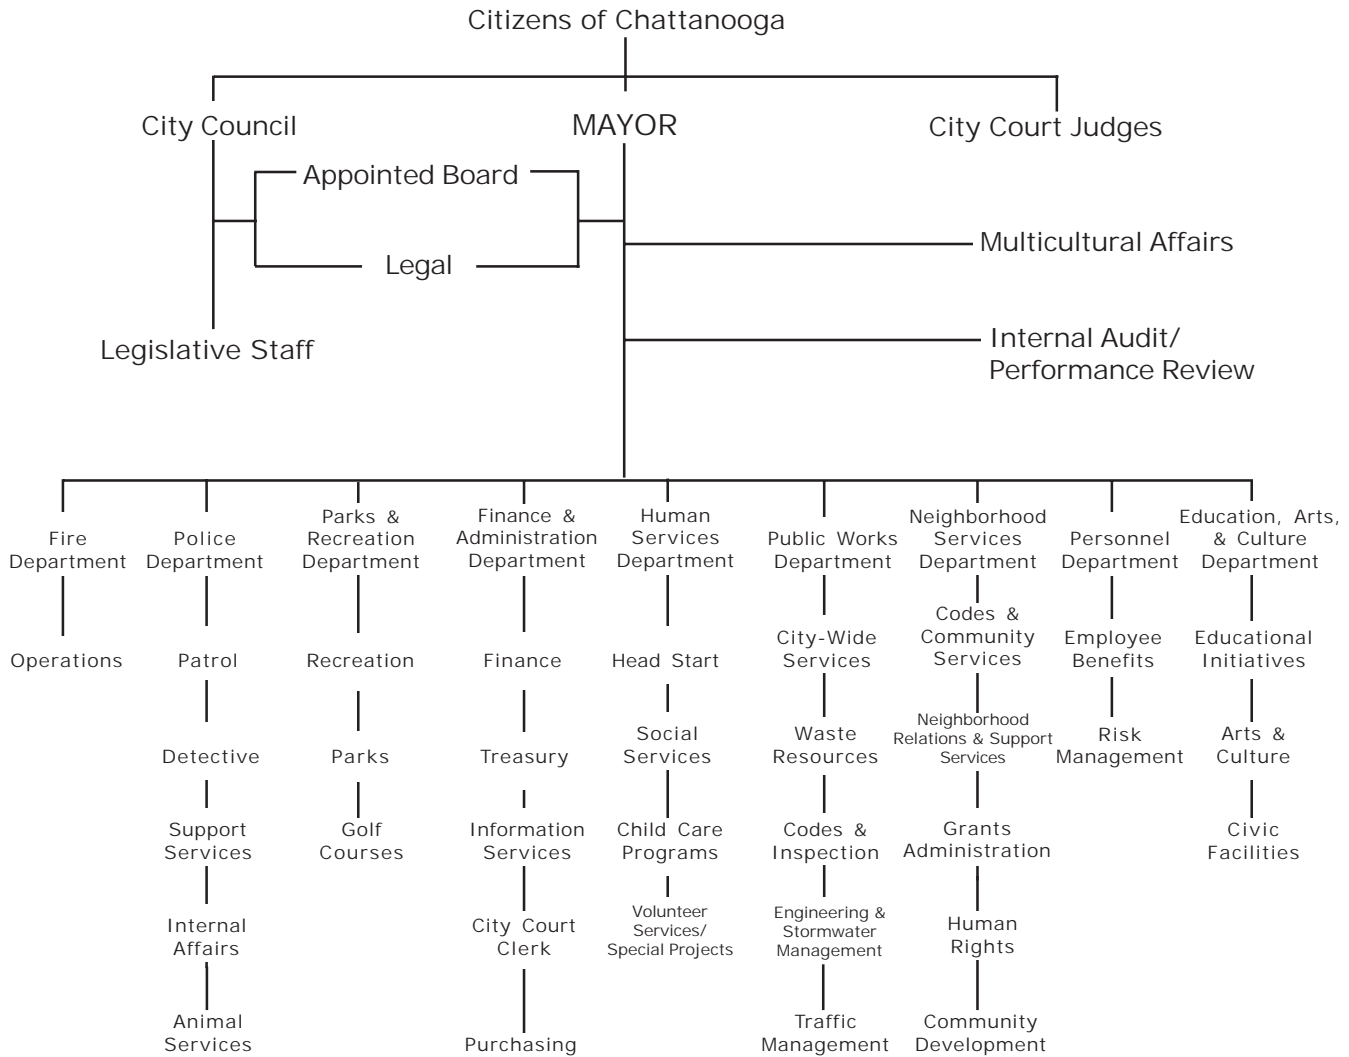 Citizens of Chattanooga
City Council
MAYOR
City Court Judges
Appointed Board
Legal
Multicultural Affairs
Legislative Staff
Internal Audit/
Performance Review
Fire
Department
Police
Department
Parks &
Recreation
Department
Finance &
Administration
Department
Human
Services
Department
Public Works
Department
Neighborhood
Services
Department
Personnel
Department
Education, Arts,
& Culture
Department
Operations
Patrol
Recreation
Finance
Head Start
City-Wide
Services
Codes &
Community
Services
Employee
Benefits
Educational
Initiatives
Detective
Parks
Treasury
Social
Services
Waste
Resources
Neighborhood
Relations & Support
Services
Risk
Management
Arts &
Culture
Support
Services
Golf
Courses
Information
Services
Child Care
Programs
Codes &
Inspection
Grants
Administration
Civic
Facilities
Internal
Affairs
City Court
Clerk
Volunteer
Services/
Special Projects
Engineering &
Stormwater
Management
Human
Rights
Animal
Services
Purchasing
Traffic
Management
Community
Development